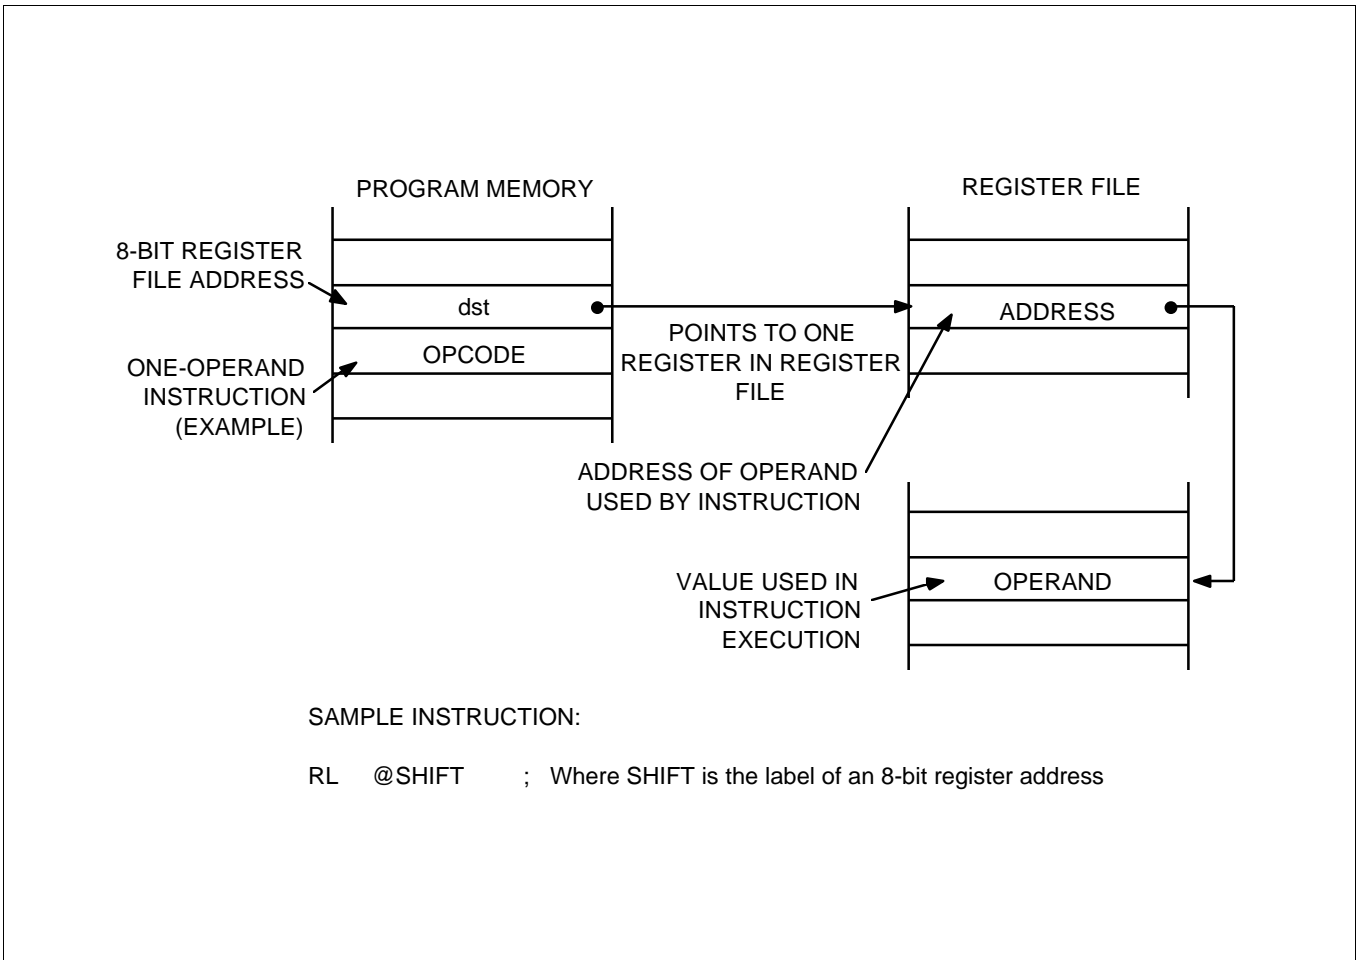 PROGRAM MEMORY
REGISTER FILE
8-BIT REGISTER
FILE ADDRESS
dst
ADDRESS
POINTS TO ONE
REGISTER IN REGISTER
FILE
OPCODE
ONE-OPERAND
INSTRUCTION
(EXAMPLE)
ADDRESS OF OPERAND
USED BY INSTRUCTION
VALUE USED IN
INSTRUCTION
EXECUTION
OPERAND
SAMPLE INSTRUCTION:
RL @SHIFT ; Where SHIFT is the label of an 8-bit register address